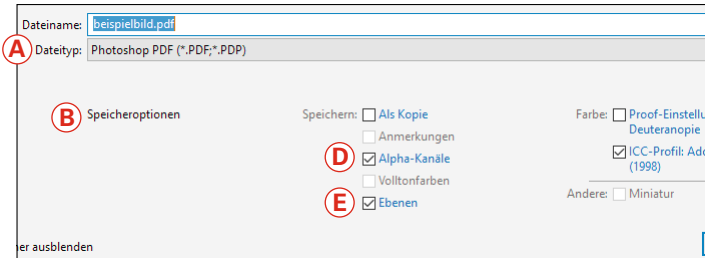 Dateiname: beispielbild.pdf
A Dateityp: Photoshop PDF (*.PDF;*.PDP)
B Speicheroptionen Speichern: Als Kopie Farbe: Proof-Einstellu
Anmerkungen Deuteranopie
D Alpha-Kanäle ICC-Profil: Ado
Volltonfarben (1998)
E Ebenen Andere: Miniatur
ner ausblenden